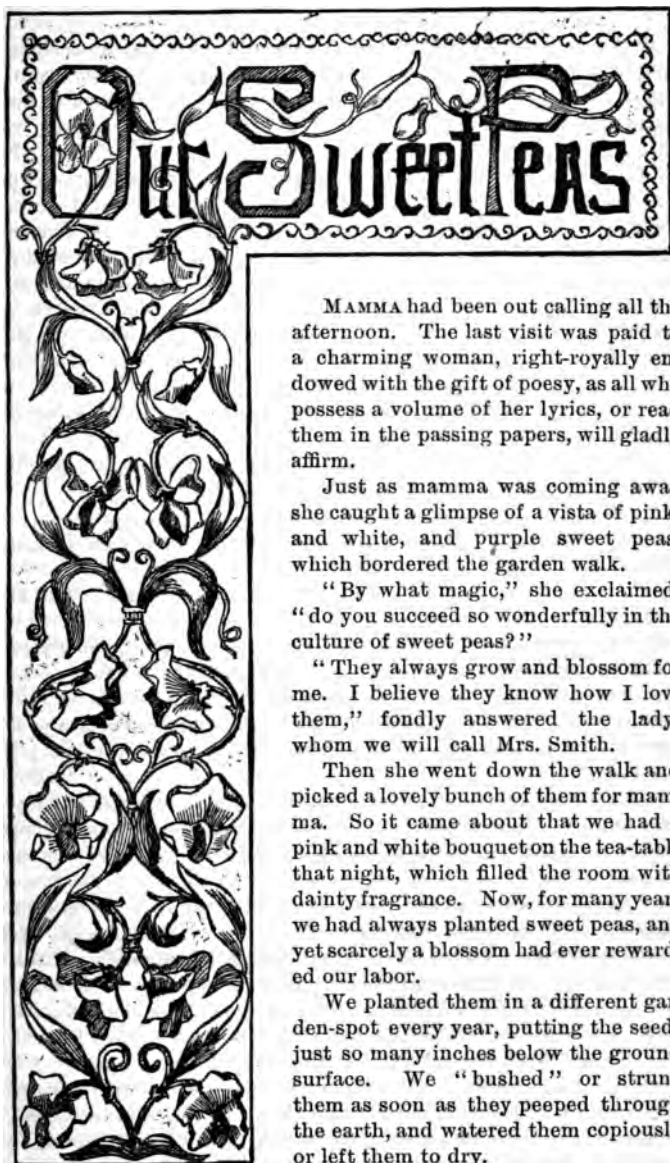 Our Sweet Peas
MAMMA had been out calling all th
afternoon. The last visit was paid t
a charming woman, right-royally en
dowed with the gift of poesy, as all wh
possess a volume of her lyrics, or rea
them in the passing papers, will gladl
affirm.
Just as mamma was coming awa
she caught a glimpse of a vista of pink
and white, and purple sweet peas
which bordered the garden walk.
“By what magic,” she exclaimed
“do you succeed so wonderfully in th
culture of sweet peas?”
“They always grow and blossom fo
me. I believe they know how I lov
them,” fondly answered the lady
whom we will call Mrs. Smith.
Then she went down the walk and
picked a lovely bunch of them for mam
ma. So it came about that we had
pink and white bouquet on the tea-tabl
that night, which filled the room wit
dainty fragrance. Now, for many year
we had always planted sweet peas, an
yet scarcely a blossom had ever reward
ed our labor.
We planted them in a different gar
den-spot every year, putting the seed
just so many inches below the groun
surface. We “bushed” or strun
them as soon as they peeped throug
the earth, and watered them copiousl
or left them to dry.